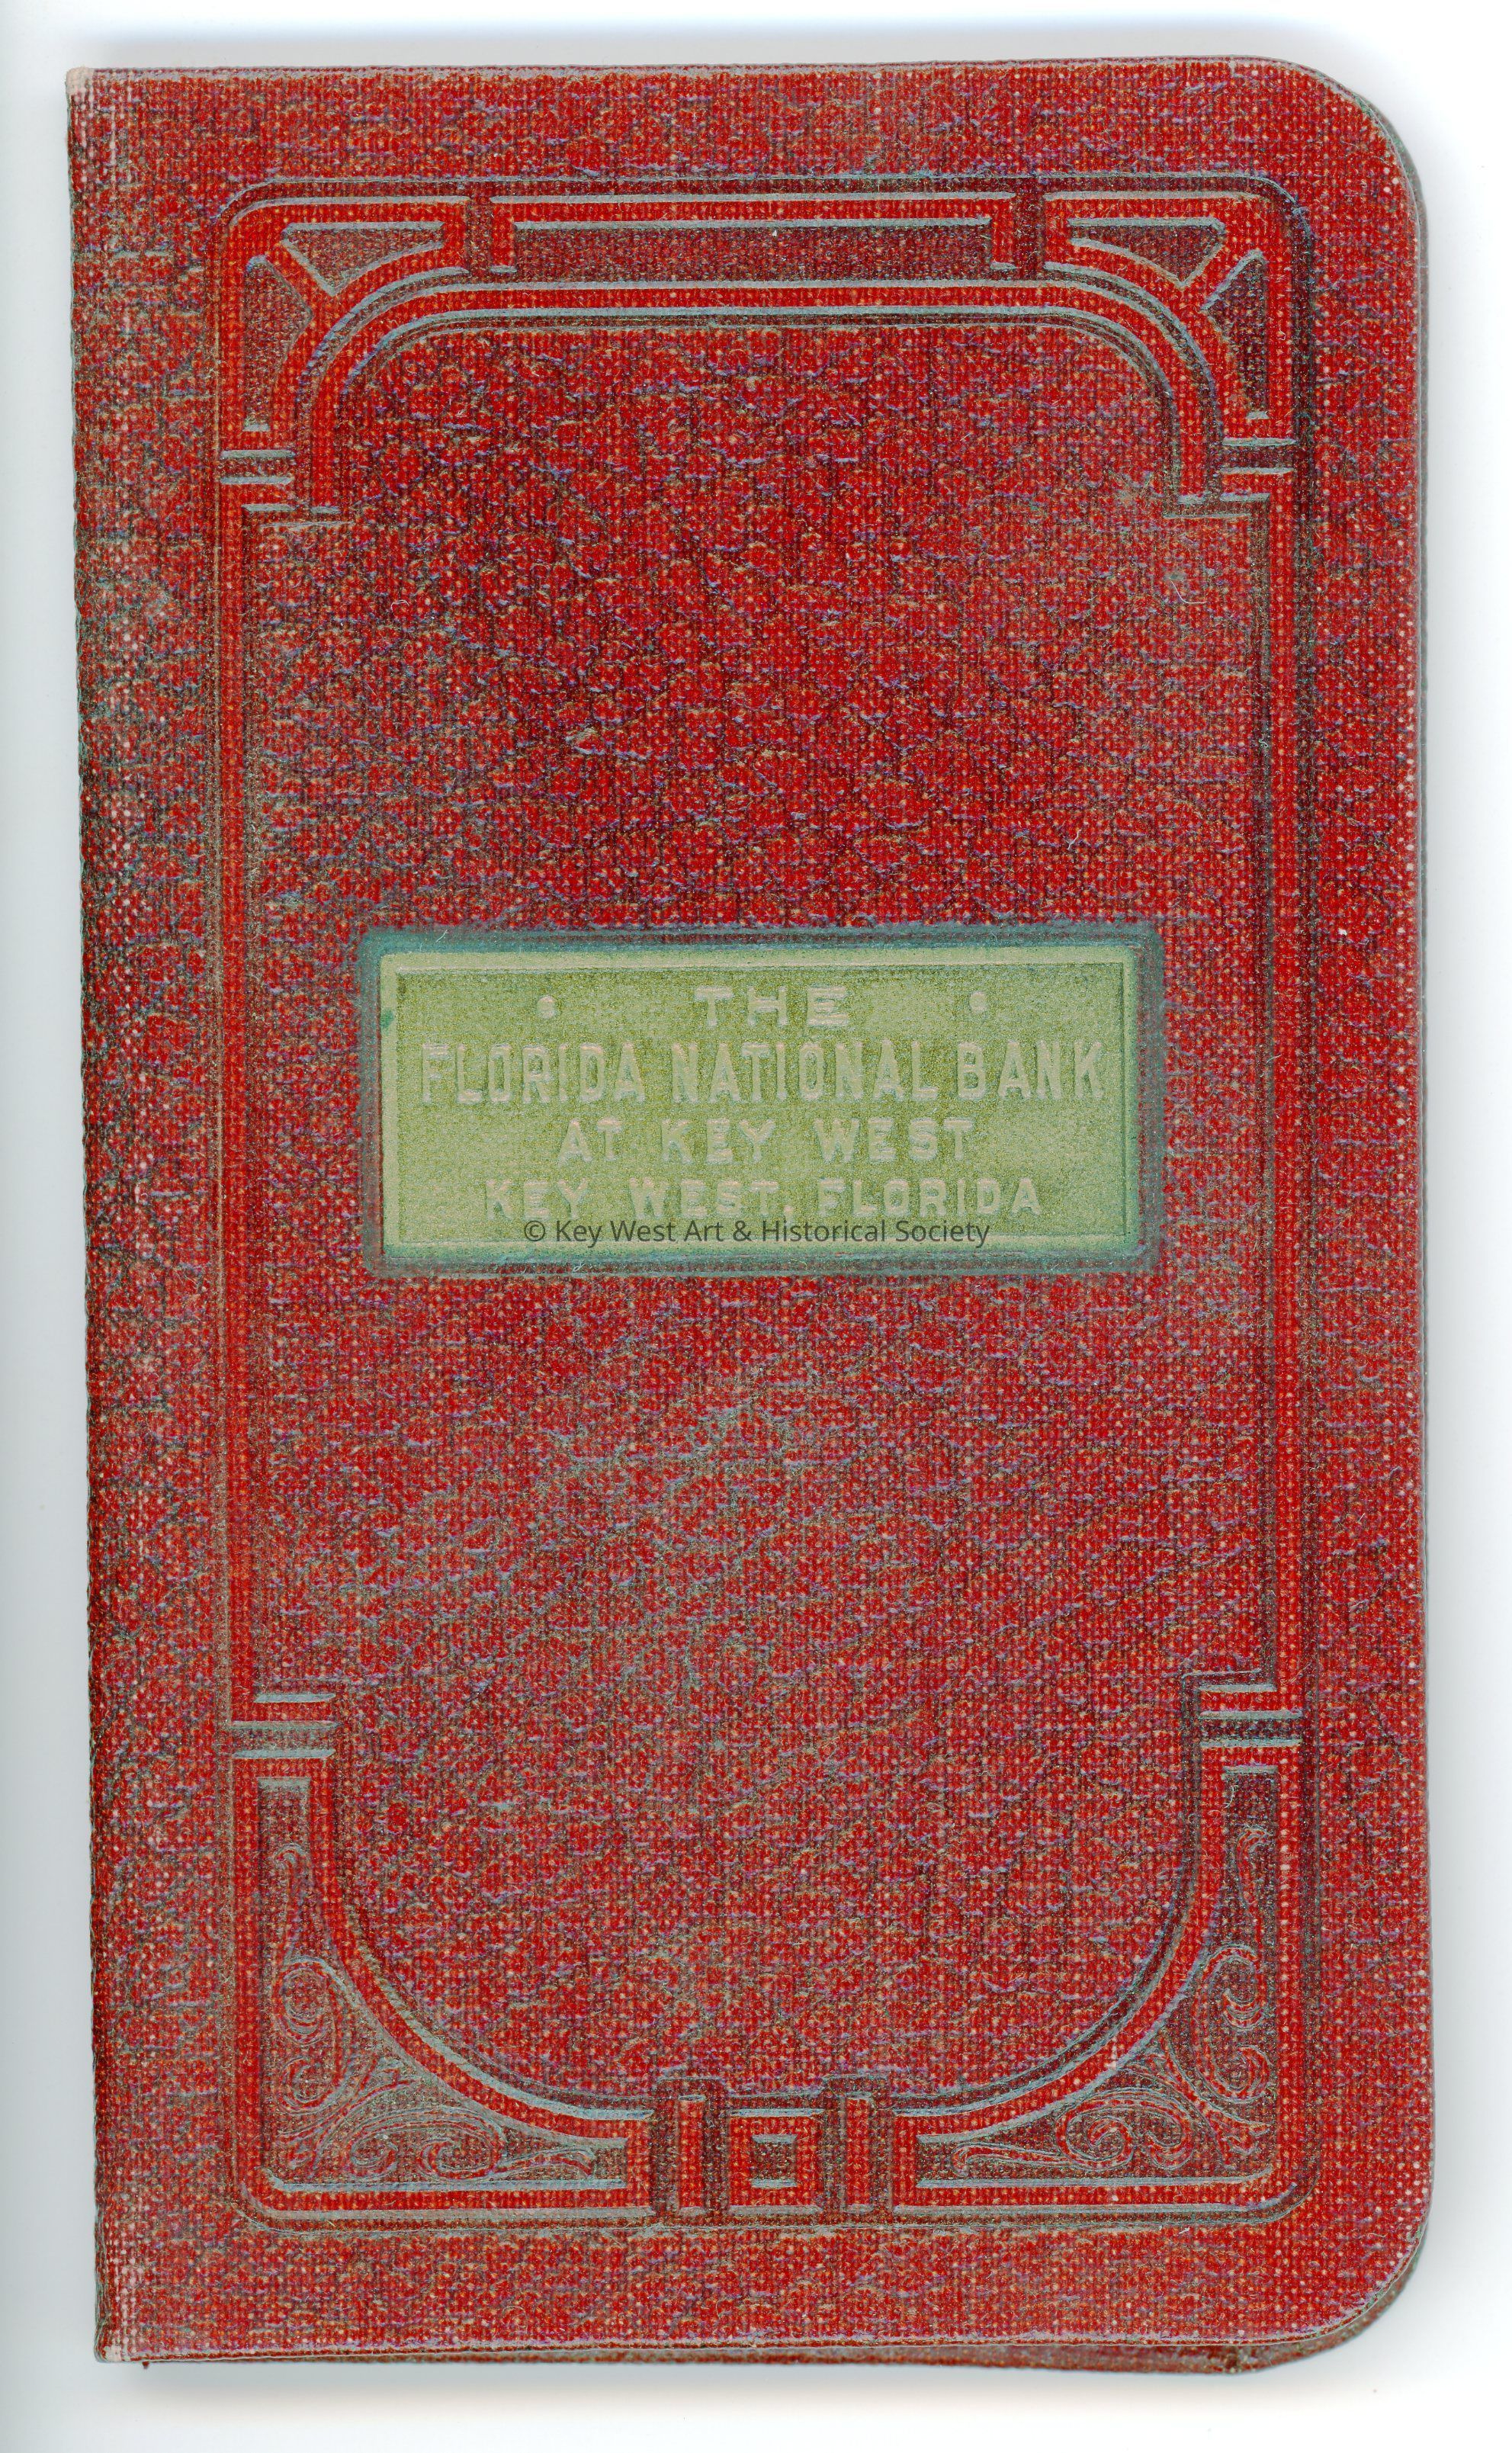 • THE •
FLORIDA NATIONAL BANK
AT KEY WEST
KEY WEST, FLORIDA
© Key West Art & Historical Society